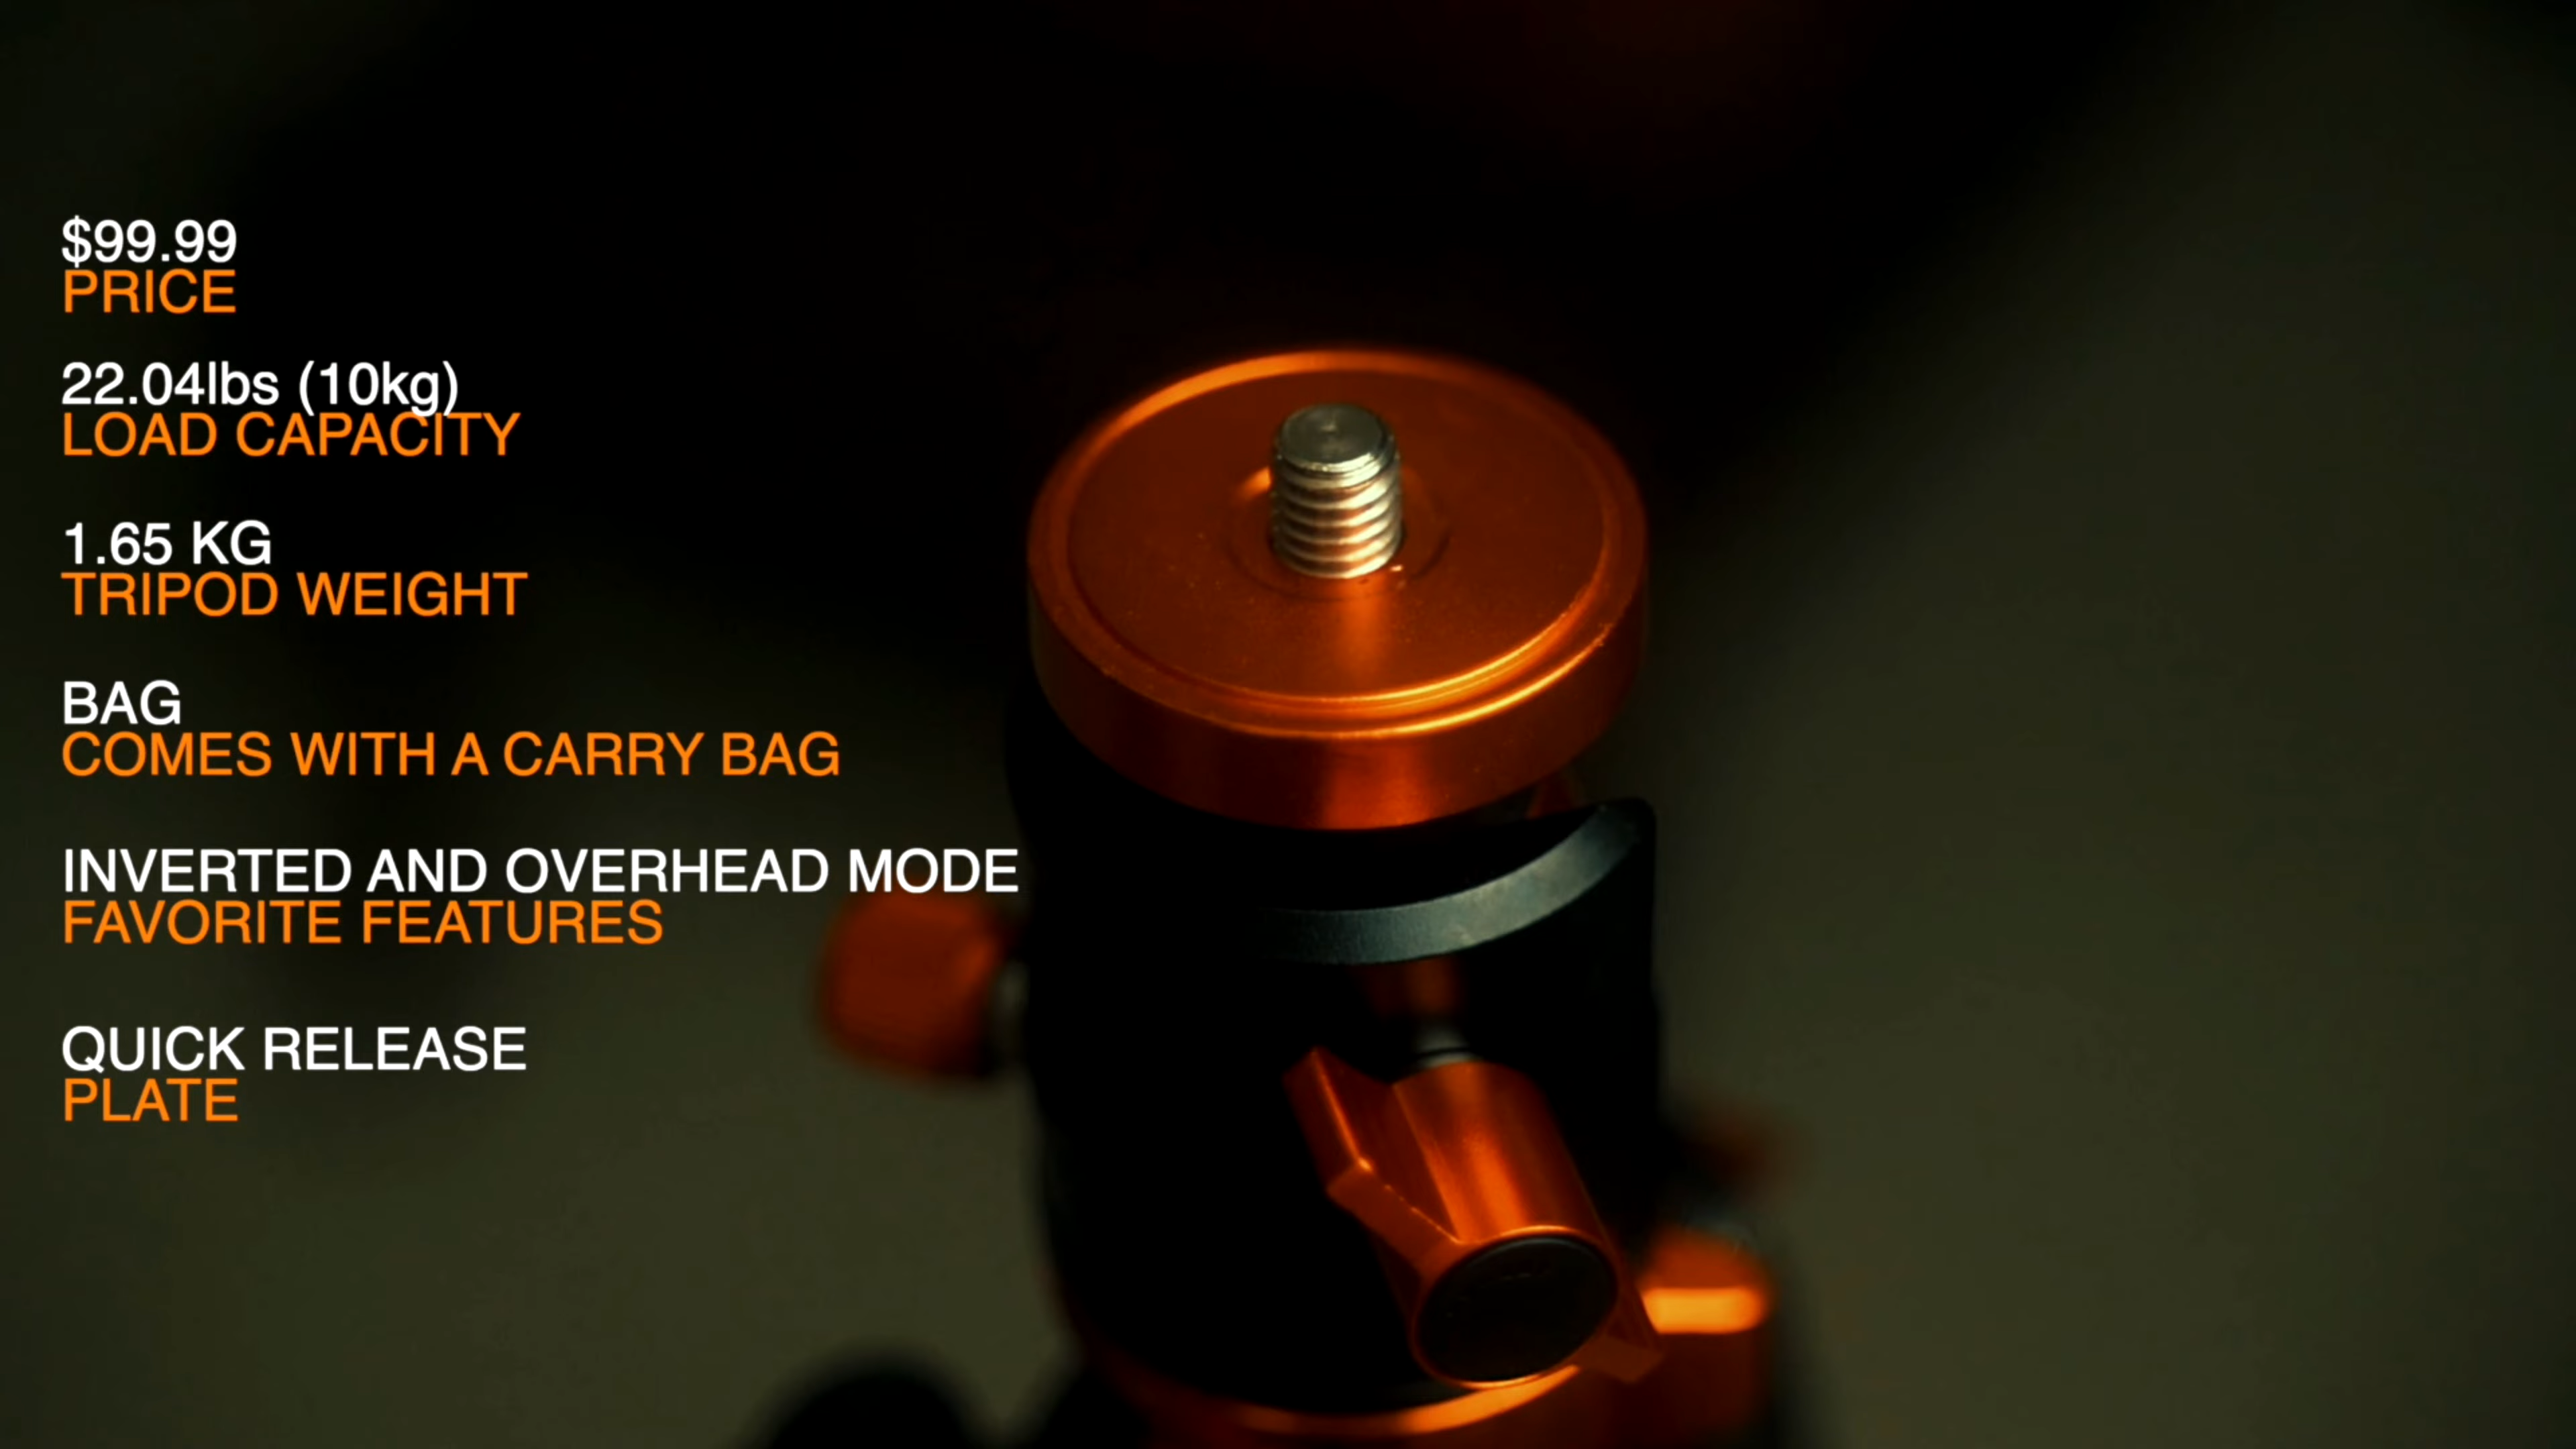 $99.99
PRICE
22.04lbs (10kg)
LOAD CAPACITY
1.65 KG
TRIPOD WEIGHT
BAG
COMES WITH A CARRY BAG
INVERTED AND OVERHEAD MODE
FAVORITE FEATURES
QUICK RELEASE
PLATE